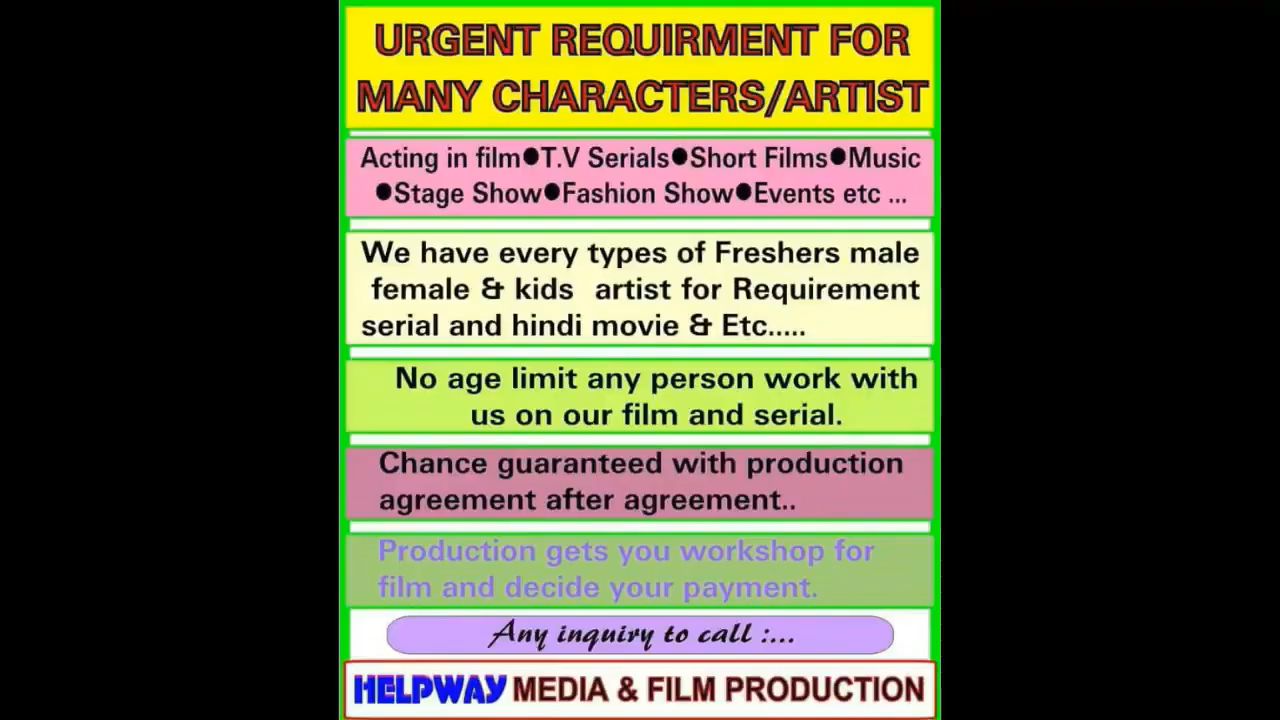 URGENT REQUIRMENT FOR
MANY CHARACTERS/ARTIST
Acting in film●T.V Serials●Short Films●Music
●Stage Show●Fashion Show●Events etc ...
We have every types of Freshers male
female & kids artist for Requirement
serial and hindi movie & Etc.....
No age limit any person work with
us on our film and serial.
Chance guaranteed with production
agreement after agreement..
Production gets you workshop for
film and decide your payment.
Any inquiry to call :...
HELPWAY MEDIA & FILM PRODUCTION